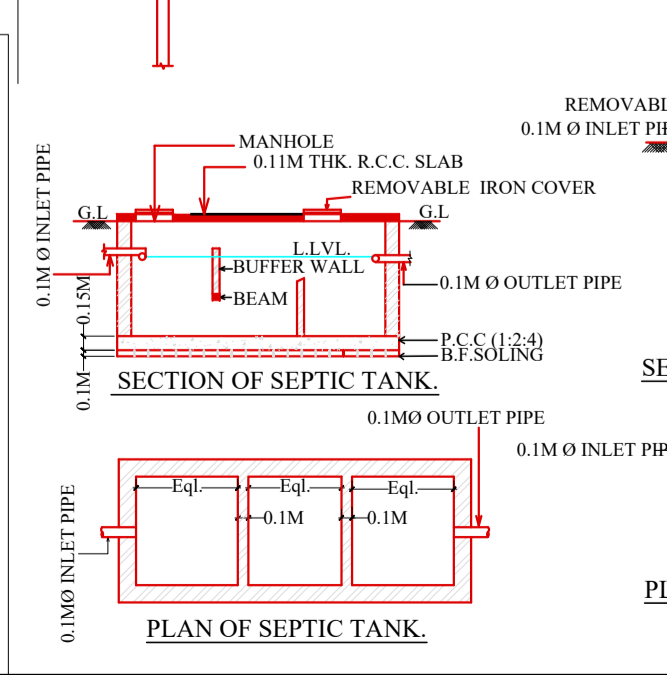 REMOVABL
0.1M Ø INLET PI
MANHOLE
0.11M THK. R.C.C. SLAB
REMOVABLE IRON COVER
0.1M Ø INLET PIPE
G.L
G.L
L.LVL.
BUFFER WALL
0.1M Ø OUTLET PIPE
BEAM
0.15M
P.C.C (1:2:4)
B.F.SOLING
0.1M
SECTION OF SEPTIC TANK.
SE
0.1MØ OUTLET PIPE
0.1M Ø INLET PIP
Eql.
Eql.
Eql.
0.1M
0.1M
0.1MØ INLET PIPE
PLAN OF SEPTIC TANK.
PL